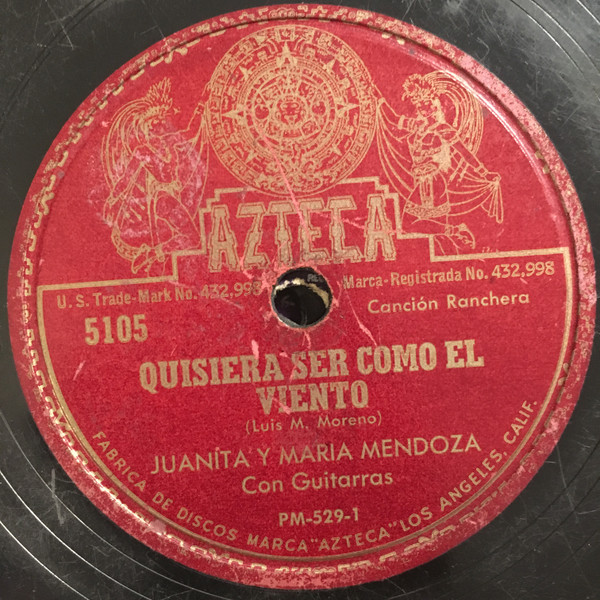 AZTECA
U. S. Trade-Mark No. 432,998
Marca-Registrada No. 432,998
5105
Canción Ranchera
QUISIERA SER COMO EL
VIENTO
(Luis M. Moreno)
JUANITA Y MARIA MENDOZA
Con Guitarras
PM-529-1
FABRICA DE DISCOS MARCA "AZTECA" LOS ANGELES, CALIF.